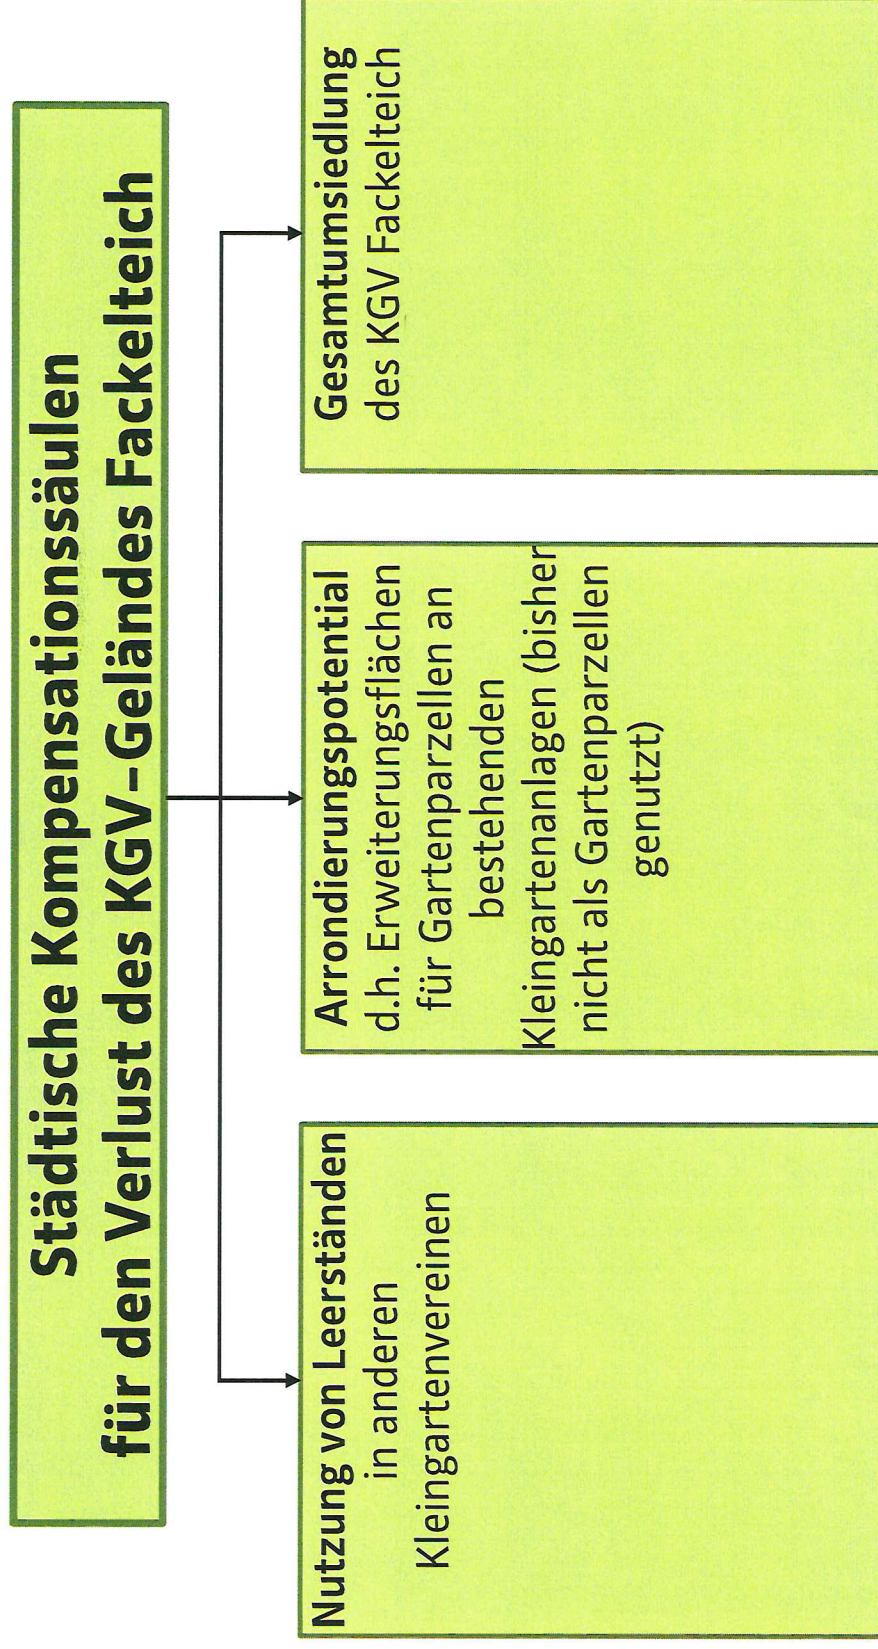 Städtische Kompensationssäulen
für den Verlust des KGV–Geländes Fackelteich
Nutzung von Leerständen
in anderen
Kleingartenvereinen
Arrondierungspotential
d.h. Erweiterungsflächen
für Gartenparzellen an
bestehenden
Kleingartenanlagen (bisher
nicht als Gartenparzellen
genutzt)
Gesamtumsiedlung
des KGV Fackelteich